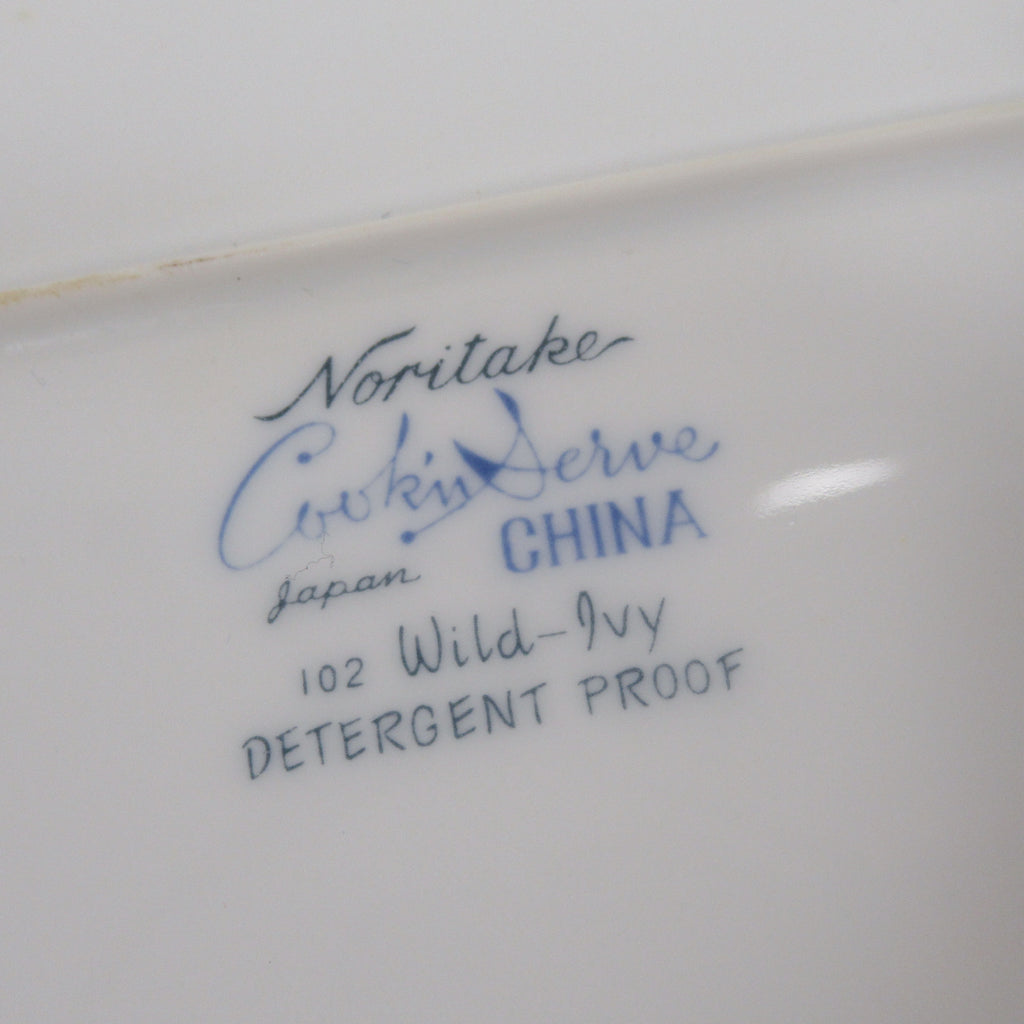 Noritake
Cook'n Serve
CHINA
Japan
102 Wild-Ivy
DETERGENT PROOF